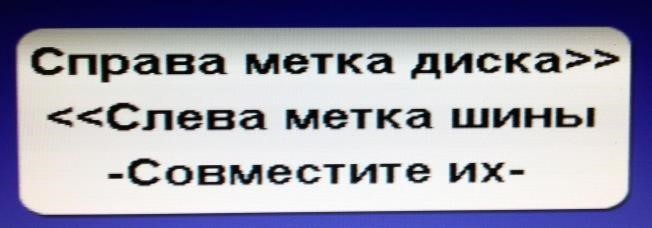 Справа метка диска>>
<<Слева метка шины
-Совместите их-